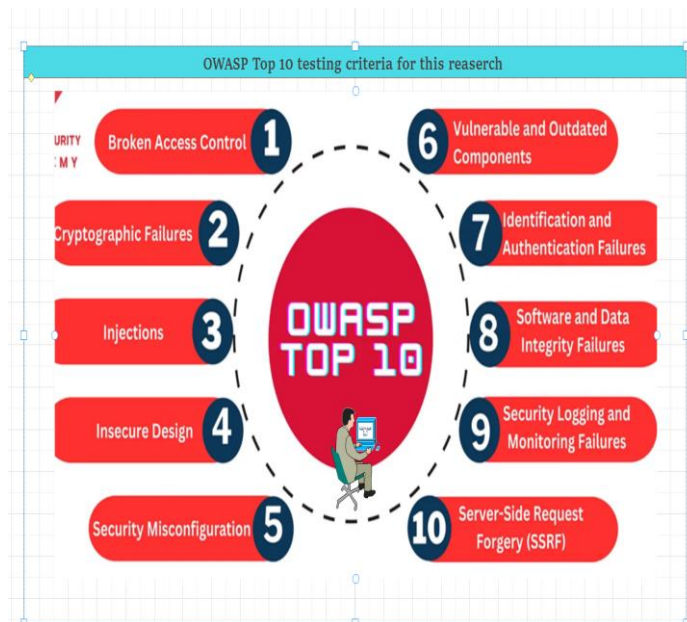 OWASP Top 10 testing criteria for this reaserch
URITY
MY
Broken Access Control
1
Cryptographic Failures
2
Injections
3
Insecure Design
4
Security Misconfiguration
5
OWASP
TOP 10
6
Vulnerable and Outdated
Components
7
Identification and
Authentication Failures
8
Software and Data
Integrity Failures
9
Security Logging and
Monitoring Failures
10
Server-Side Request
Forgery (SSRF)